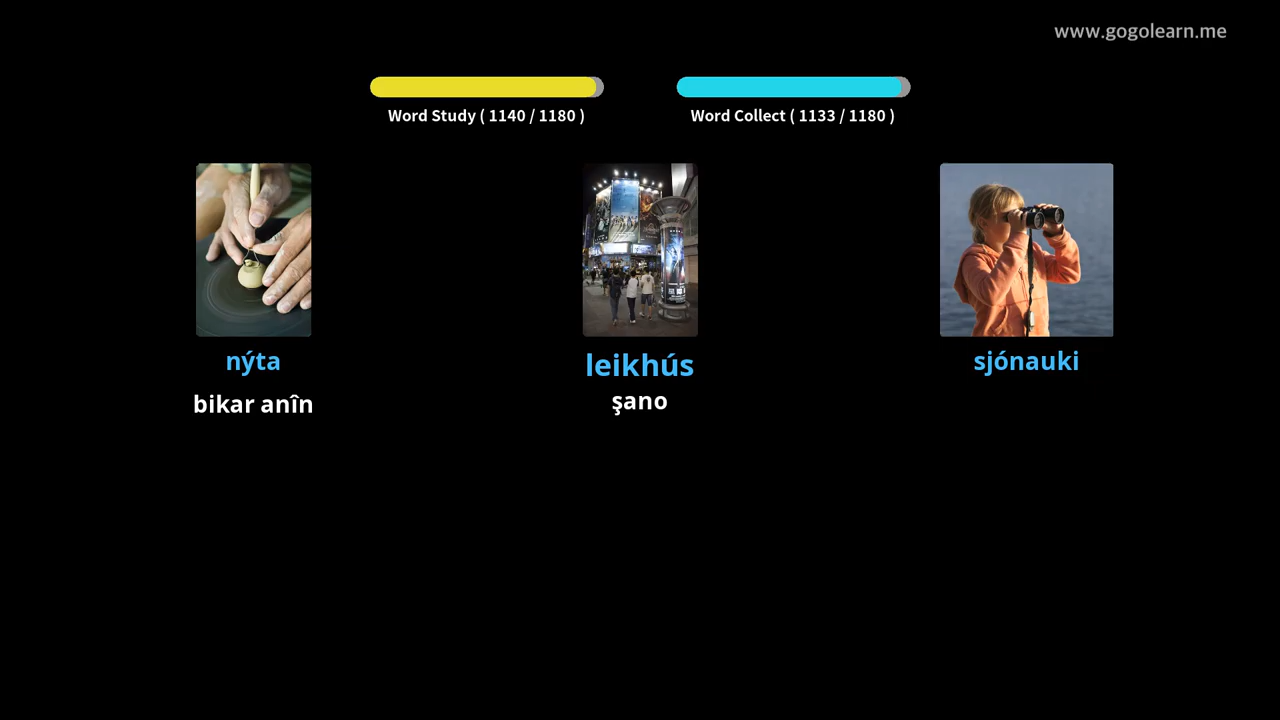 www.gogolearn.me
Word Study ( 1140 / 1180 )
Word Collect ( 1133 / 1180 )
nýta
leikhús
sjónauki
bikar anîn
şano